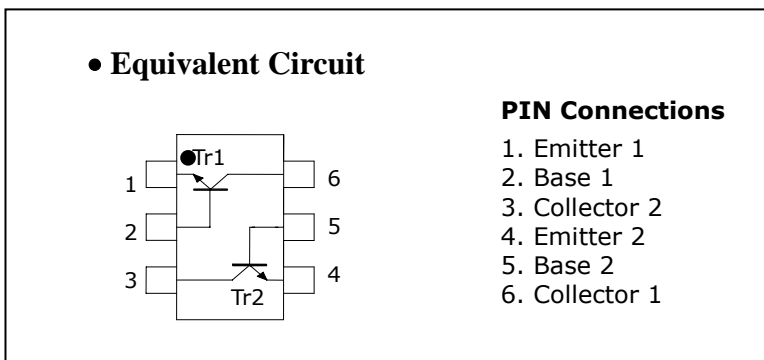 • Equivalent Circuit
PIN Connections
1. Emitter 1
2. Base 1
3. Collector 2
4. Emitter 2
5. Base 2
6. Collector 1
Tr1
1
6
2
5
3
4
Tr2